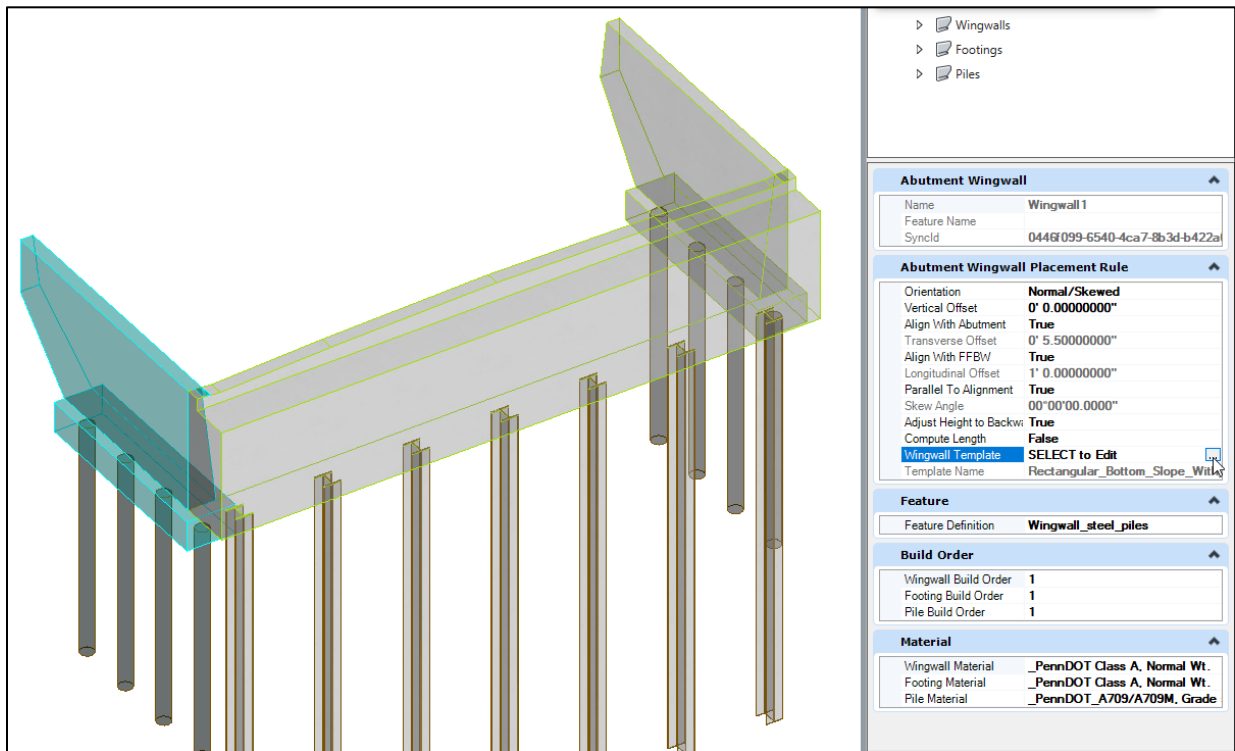 Wingwalls
Footings
Piles
Abutment Wingwall
Name Wingwall1
Feature Name
SyncId 0446f099-6540-4ca7-8b3d-b422a
Abutment Wingwall Placement Rule
Orientation Normal/Skewed
Vertical Offset 0' 0.00000000"
Align With Abutment True
Transverse Offset 0' 5.50000000"
Align With FFBW True
Longitudinal Offset 1' 0.00000000"
Parallel To Alignment True
Skew Angle 00°00'00.0000"
Adjust Height to Backwa True
Compute Length False
Wingwall Template SELECT to Edit ...
Template Name Rectangular_Bottom_Slope_Wit
Feature
Feature Definition Wingwall_steel_piles
Build Order
Wingwall Build Order 1
Footing Build Order 1
Pile Build Order 1
Material
Wingwall Material _PennDOT Class A, Normal Wt.
Footing Material _PennDOT Class A, Normal Wt.
Pile Material _PennDOT_A709/A709M, Grade